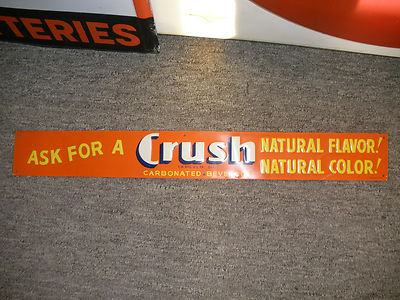 TERIES
ASK FOR A Crush NATURAL FLAVOR!
NATURAL COLOR!
CARBONATED